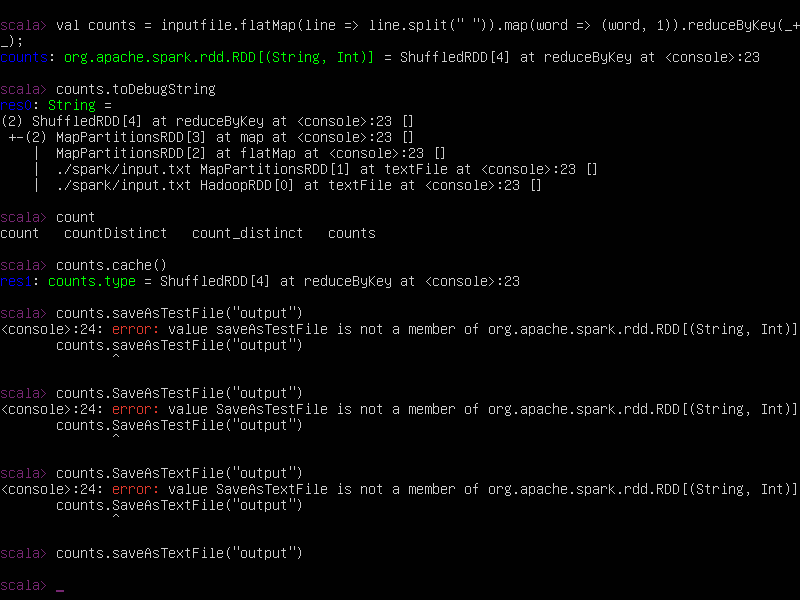 scala> val counts = inputfile.flatMap(line => line.split(" ")).map(word => (word, 1)).reduceByKey(_+
_);
counts: org.apache.spark.rdd.RDD[(String, Int)] = ShuffledRDD[4] at reduceByKey at <console>:23
scala> counts.toDebugString
res0: String =
(2) ShuffledRDD[4] at reduceByKey at <console>:23 []
+-(2) MapPartitionsRDD[3] at map at <console>:23 []
| MapPartitionsRDD[2] at flatMap at <console>:23 []
| ./spark/input.txt MapPartitionsRDD[1] at textFile at <console>:23 []
| ./spark/input.txt HadoopRDD[0] at textFile at <console>:23 []
scala> count
count countDistinct count_distinct counts
scala> counts.cache()
res1: counts.type = ShuffledRDD[4] at reduceByKey at <console>:23
scala> counts.saveAsTestFile("output")
<console>:24: error: value saveAsTestFile is not a member of org.apache.spark.rdd.RDD[(String, Int)]
counts.saveAsTestFile("output")
^
scala> counts.SaveAsTestFile("output")
<console>:24: error: value SaveAsTestFile is not a member of org.apache.spark.rdd.RDD[(String, Int)]
counts.SaveAsTestFile("output")
^
scala> counts.SaveAsTextFile("output")
<console>:24: error: value SaveAsTextFile is not a member of org.apache.spark.rdd.RDD[(String, Int)]
counts.SaveAsTextFile("output")
^
scala> counts.saveAsTextFile("output")
scala> _